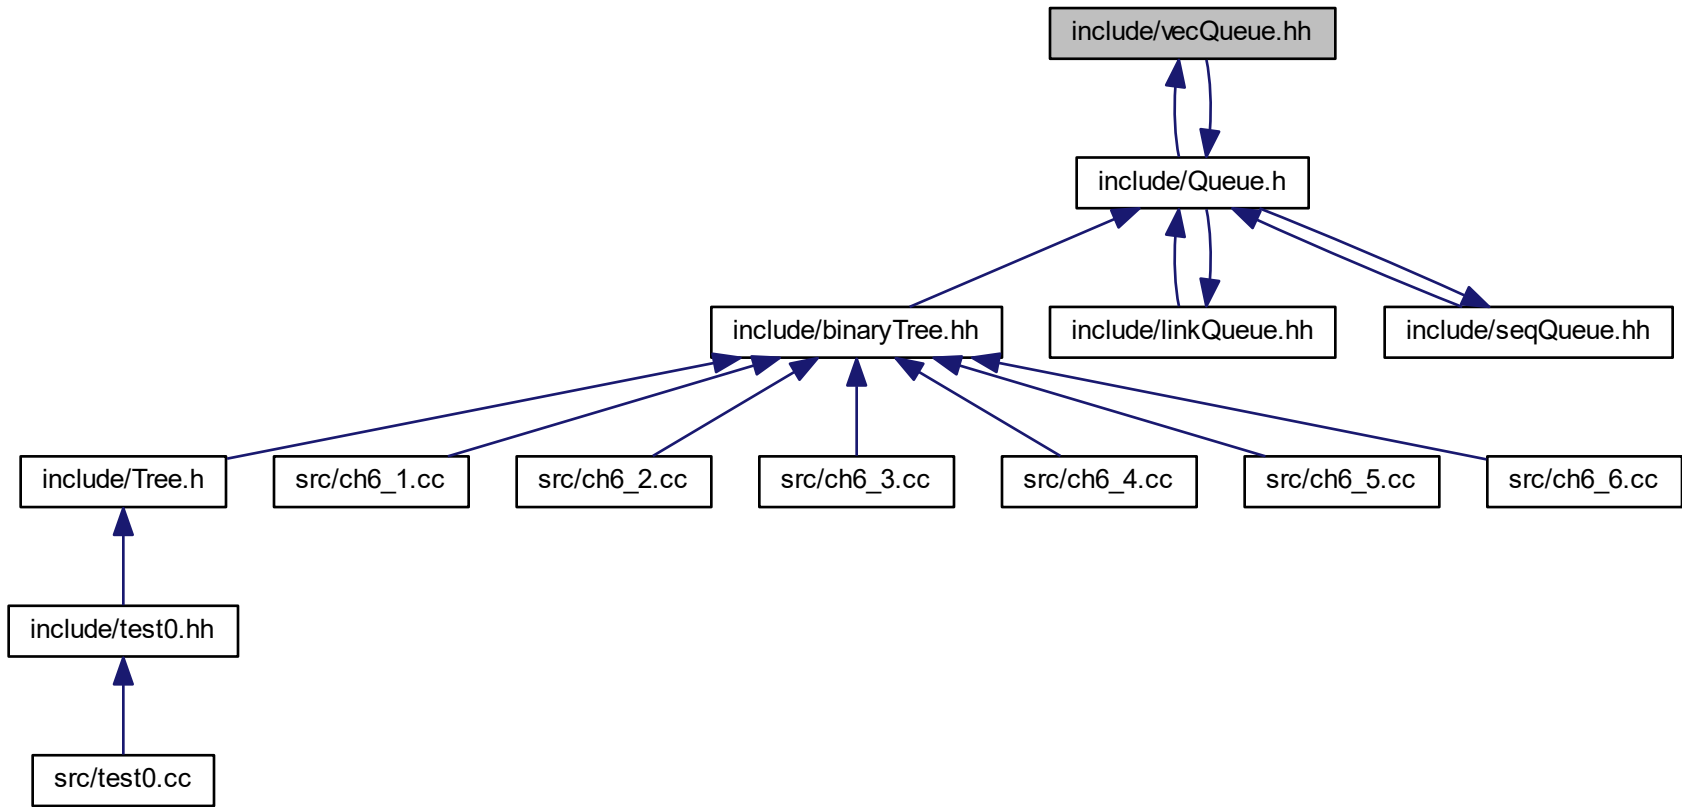 include/vecQueue.hh
include/Queue.h
include/binaryTree.hh
include/linkQueue.hh
include/seqQueue.hh
include/Tree.h
src/ch6_1.cc
src/ch6_2.cc
src/ch6_3.cc
src/ch6_4.cc
src/ch6_5.cc
src/ch6_6.cc
include/test0.hh
src/test0.cc